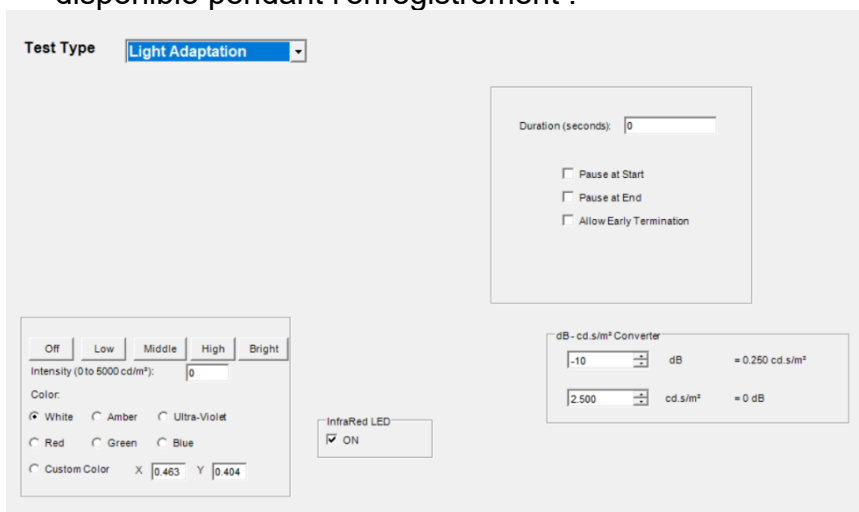 disponible pendant l'enregistrement :
Test Type Light Adaptation
Duration (seconds): 0
Pause at Start
Pause at End
Allow Early Termination
Off Low Middle High Bright
Intensity (0 to 5000 cd/m²): 0
Color:
White Amber Ultra-Violet
Red Green Blue
Custom Color X 0.463 Y 0.404
InfraRed LED
ON
dB - cd.s/m² Converter
-10 dB = 0.250 cd.s/m²
2.500 cd.s/m² = 0 dB